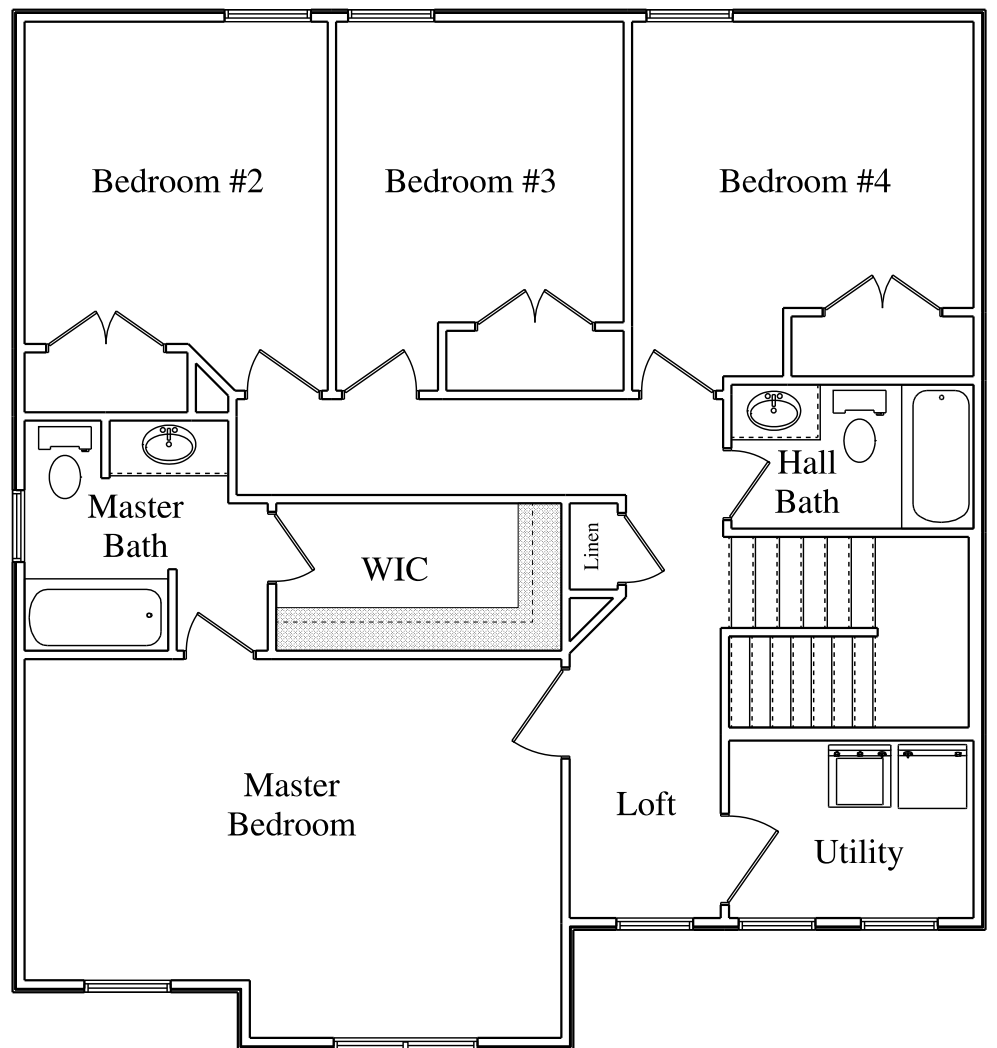 Bedroom #2
Bedroom #3
Bedroom #4
Hall
Bath
Master
Bath
WIC
Linen
Master
Bedroom
Loft
Utility